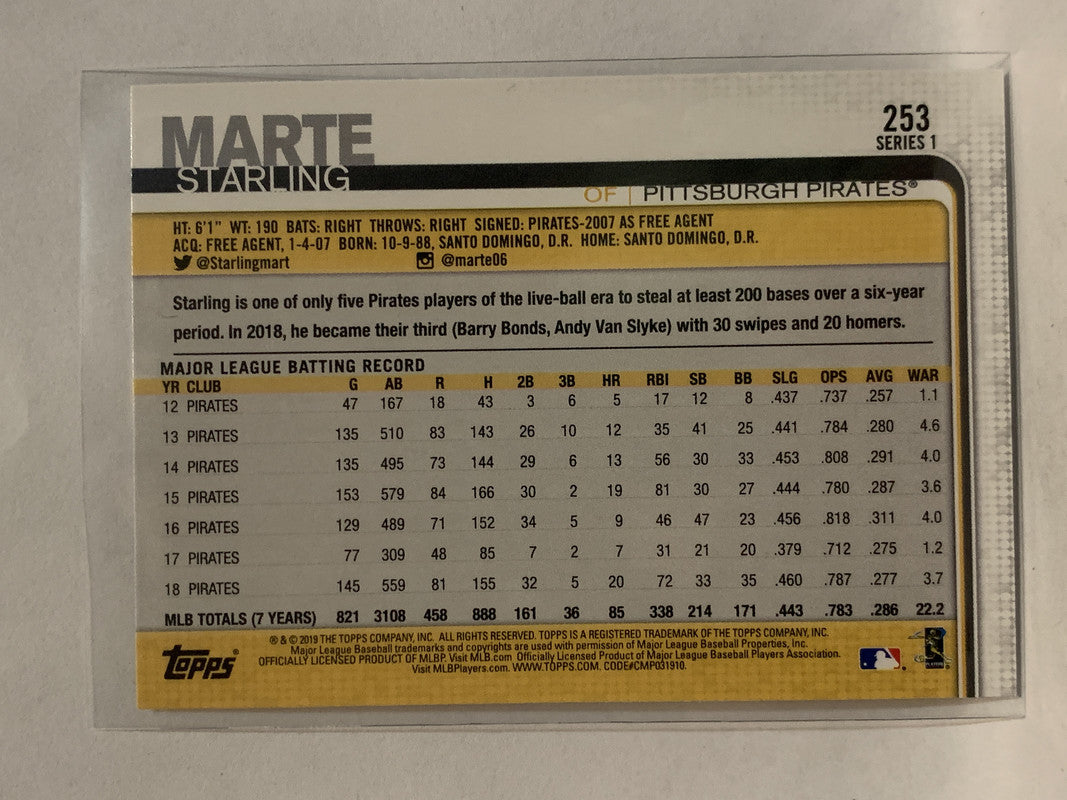 MARTE
STARLING
253
SERIES 1
OF | PITTSBURGH PIRATES®
HT: 6'1" WT: 190 BATS: RIGHT THROWS: RIGHT SIGNED: PIRATES-2007 AS FREE AGENT
ACQ: FREE AGENT, 1-4-07 BORN: 10-9-88, SANTO DOMINGO, D.R. HOME: SANTO DOMINGO, D.R.
@Starlingmart @marte06
Starling is one of only five Pirates players of the live-ball era to steal at least 200 bases over a six-year
period. In 2018, he became their third (Barry Bonds, Andy Van Slyke) with 30 swipes and 20 homers.
MAJOR LEAGUE BATTING RECORD
YR CLUB G AB R H 2B 3B HR RBI SB BB SLG OPS AVG WAR
12 PIRATES 47 167 18 43 3 6 5 17 12 8 .437 .737 .257 1.1
13 PIRATES 135 510 83 143 26 10 12 35 41 25 .441 .784 .280 4.6
14 PIRATES 135 495 73 144 29 6 13 56 30 33 .453 .808 .291 4.0
15 PIRATES 153 579 84 166 30 2 19 81 30 27 .444 .780 .287 3.6
16 PIRATES 129 489 71 152 34 5 9 46 47 23 .456 .818 .311 4.0
17 PIRATES 77 309 48 85 7 2 7 31 21 20 .379 .712 .275 1.2
18 PIRATES 145 559 81 155 32 5 20 72 33 35 .460 .787 .277 3.7
MLB TOTALS (7 YEARS) 821 3108 458 888 161 36 85 338 214 171 .443 .783 .286 22.2
® & © 2019 THE TOPPS COMPANY, INC. ALL RIGHTS RESERVED. TOPPS IS A REGISTERED TRADEMARK OF THE TOPPS COMPANY, INC.
Major League Baseball trademarks and copyrights are used with permission of Major League Baseball Properties, Inc.
OFFICIALLY LICENSED PRODUCT OF MLBP. Visit MLB.com Officially Licensed Product of Major League Baseball Players Association.
Visit MLBPlayers.com. WWW.TOPPS.COM. CODE#CMP031910.
Topps®